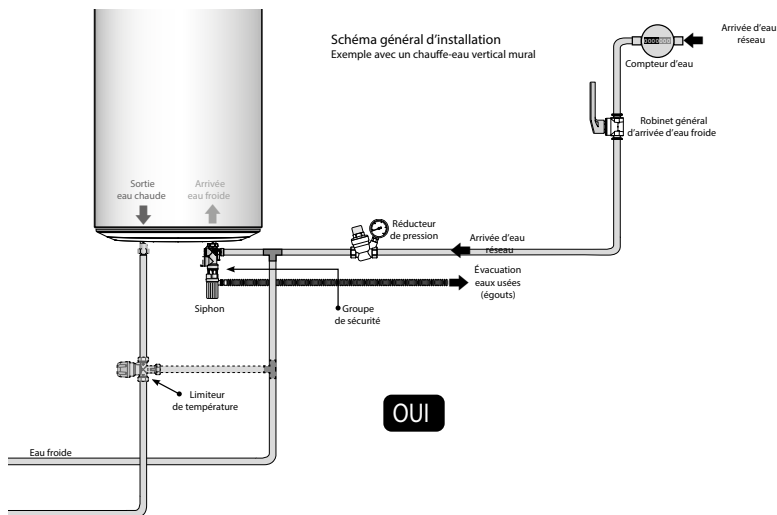 Schéma général d'installation
Exemple avec un chauffe-eau vertical mural
Arrivée d'eau
réseau
Compteur d'eau
Robinet général
d'arrivée d'eau froide
Sortie
eau chaude
Arrivée
eau froide
Réducteur
de pression
Arrivée d'eau
réseau
Évacuation
eaux usées
(égouts)
Siphon
Groupe
de sécurité
Limiteur
de température
OUI
Eau froide